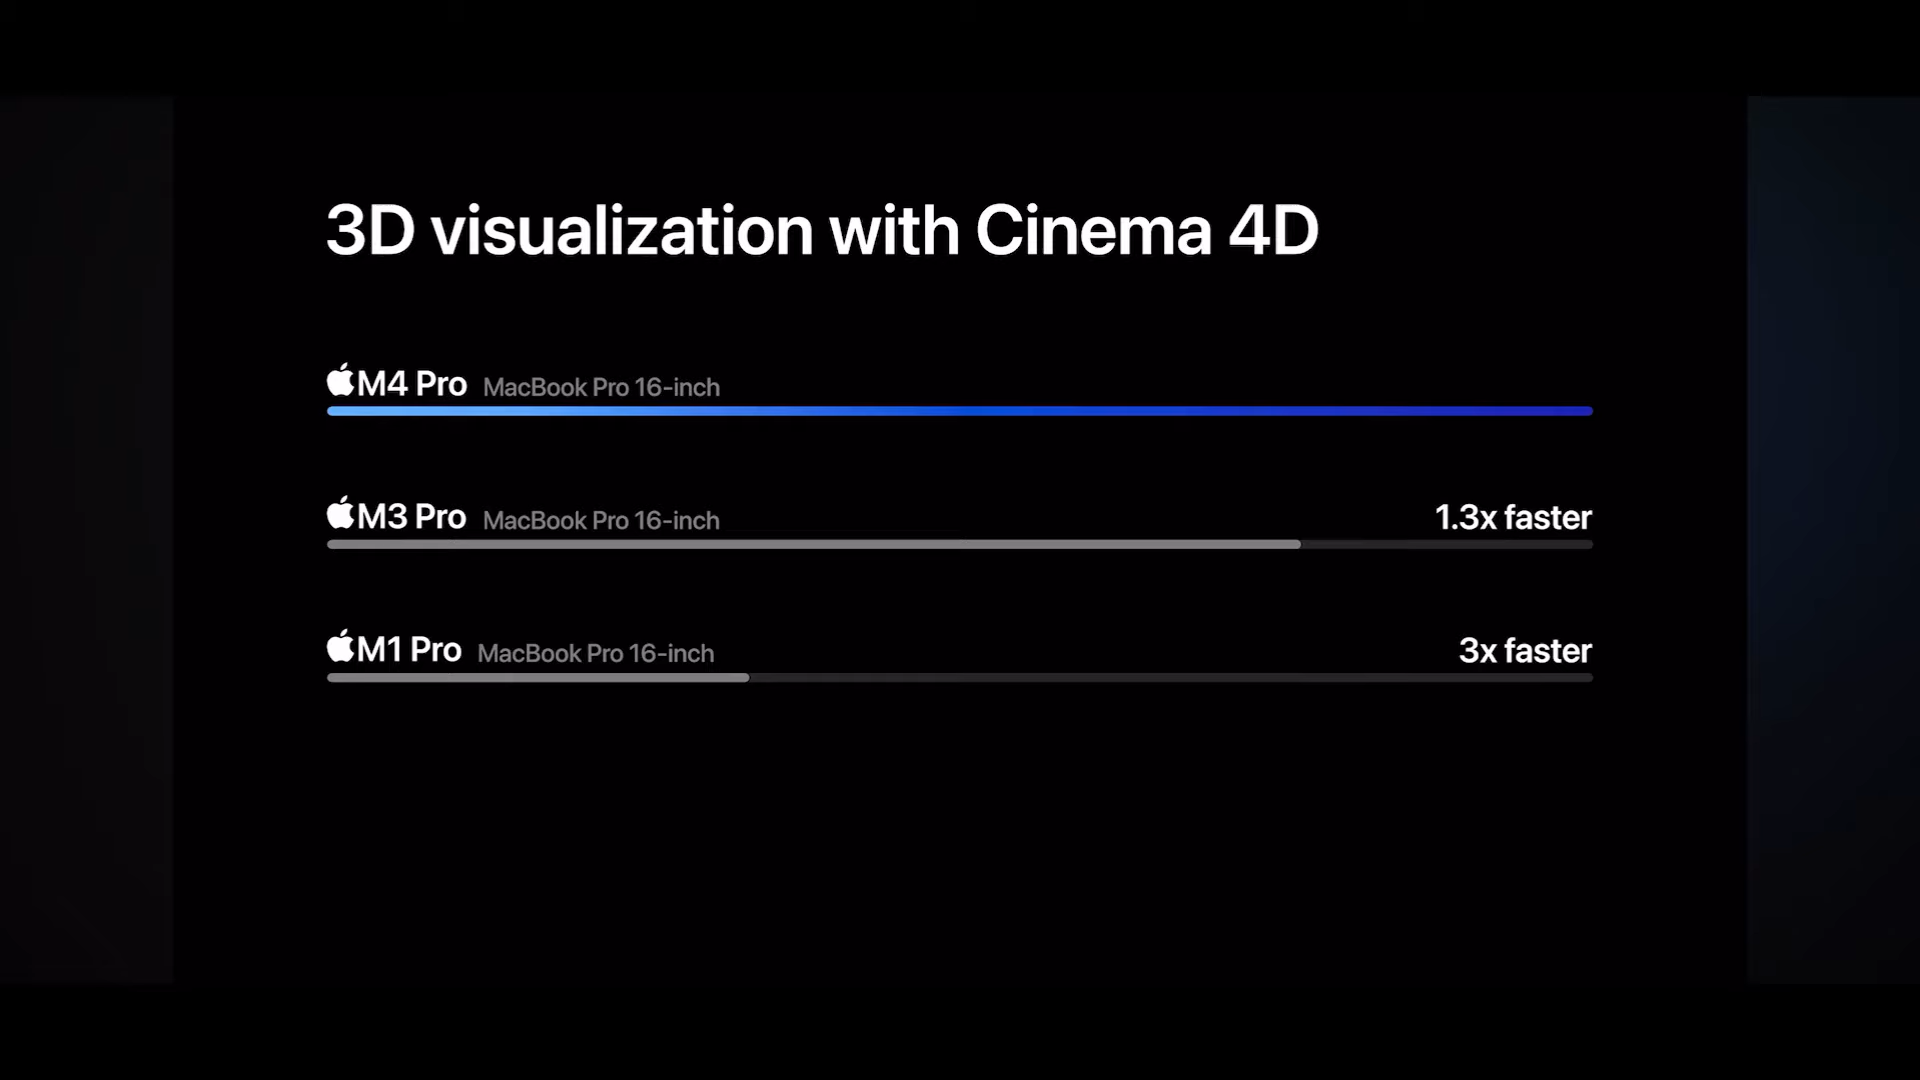 3D visualization with Cinema 4D
M4 Pro MacBook Pro 16-inch
M3 Pro MacBook Pro 16-inch 1.3x faster
M1 Pro MacBook Pro 16-inch 3x faster